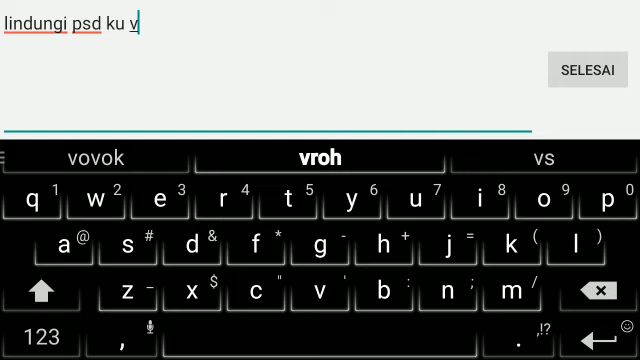 lindungi psd ku v
SELESAI
vovok vroh vs
q 1 w 2 e 3 r 4 t 5 y 6 u 7 i 8 o 9 p 0
a @ s # d & f * g - h + j = k ( l )
z _ x $ c " v ' b : n ; m /
123 , . ,!?